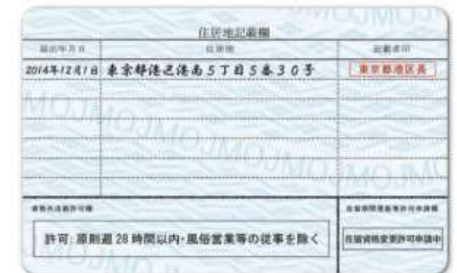 住居地記載欄
届出年月日 住居地 記載者印
2014年12月1日 東京都港区港南5丁目5番30号 東京都港区長
MOJMOJMOJMOJ
資格外活動許可欄 在留期間更新等許可申請欄
許可:原則週28時間以内・風俗営業等の従事を除く 在留資格変更許可申請中